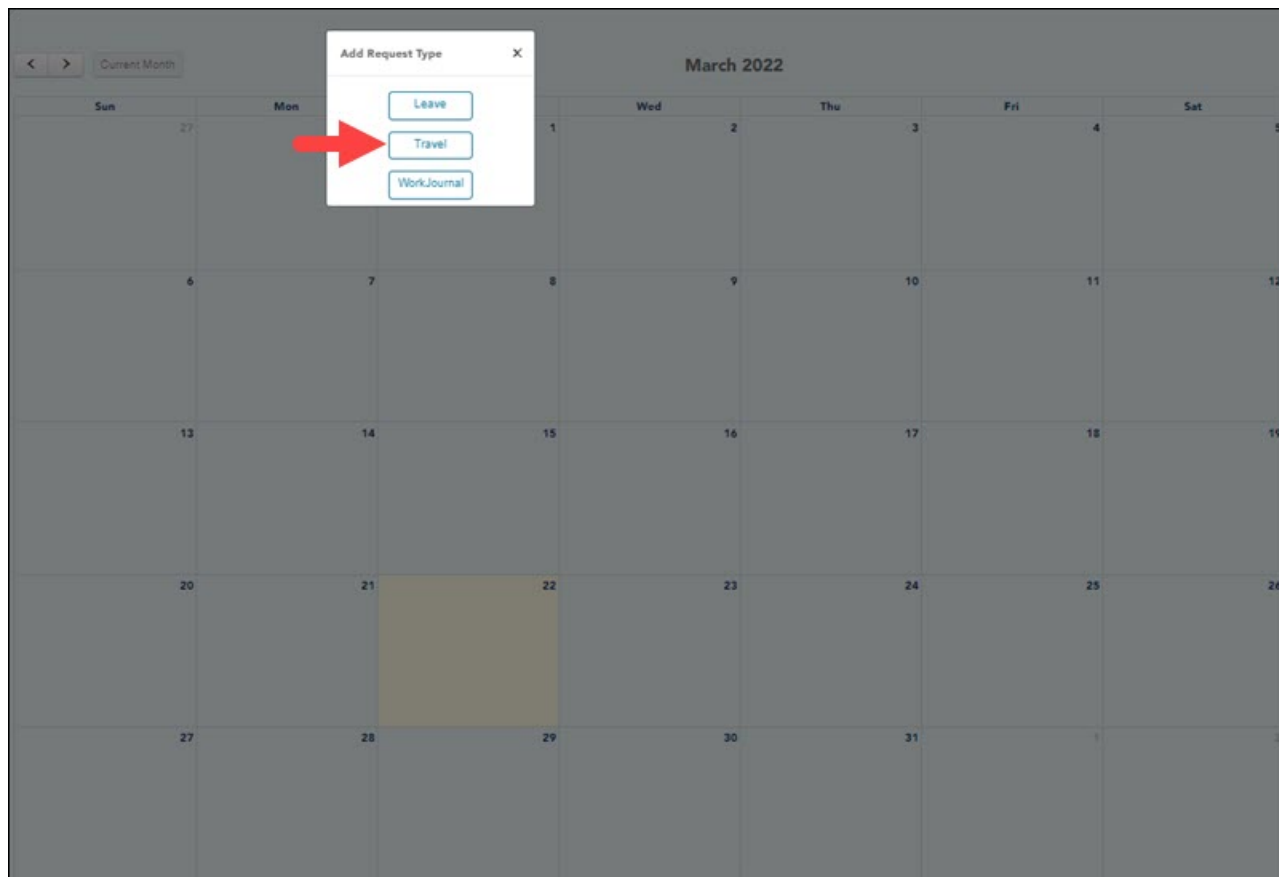 Add Request Type X
< > Current Month March 2022
Leave
Travel
WorkJournal
Sun Mon Wed Thu Fri Sat
27 1 2 3 4 5
6 7 8 9 10 11 12
13 14 15 16 17 18 19
20 21 22 23 24 25 26
27 28 29 30 31 1 2